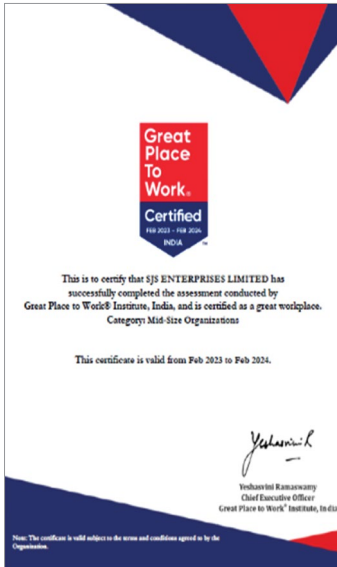 Great
Place
To
Work®
Certified
FEB 2023 - FEB 2024
INDIA
TM
This is to certify that SJS ENTERPRISES LIMITED has
successfully completed the assessment conducted by
Great Place to Work® Institute, India, and is certified as a great workplace.
Category: Mid-Size Organizations
This certificate is valid from Feb 2023 to Feb 2024.
Yeshasvini R
Yeshasvini Ramaswamy
Chief Executive Officer
Great Place to Work® Institute, India
Note: The certificate is valid subject to the terms and conditions agreed to by the
Organization.